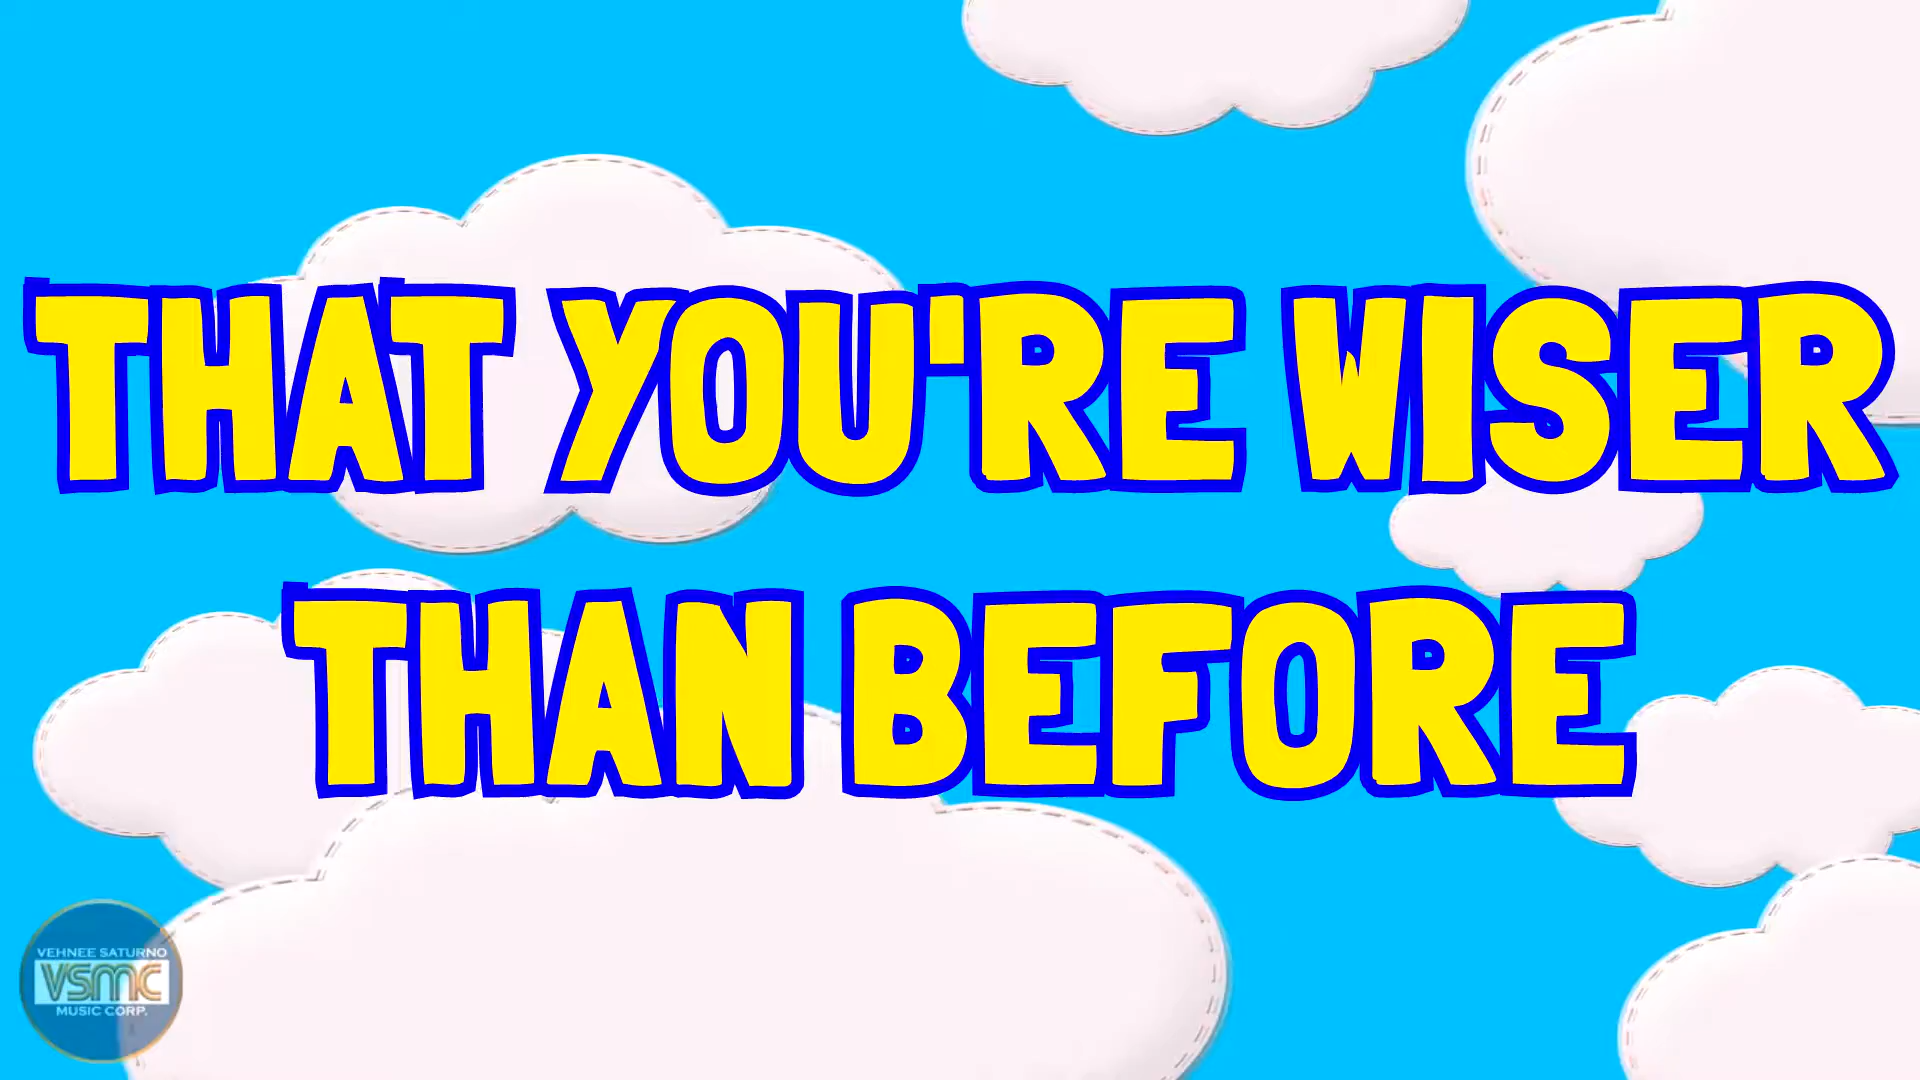 THAT YOU'RE WISER
THAN BEFORE
VEHNEE SATURNO
VSMC
MUSIC CORP.